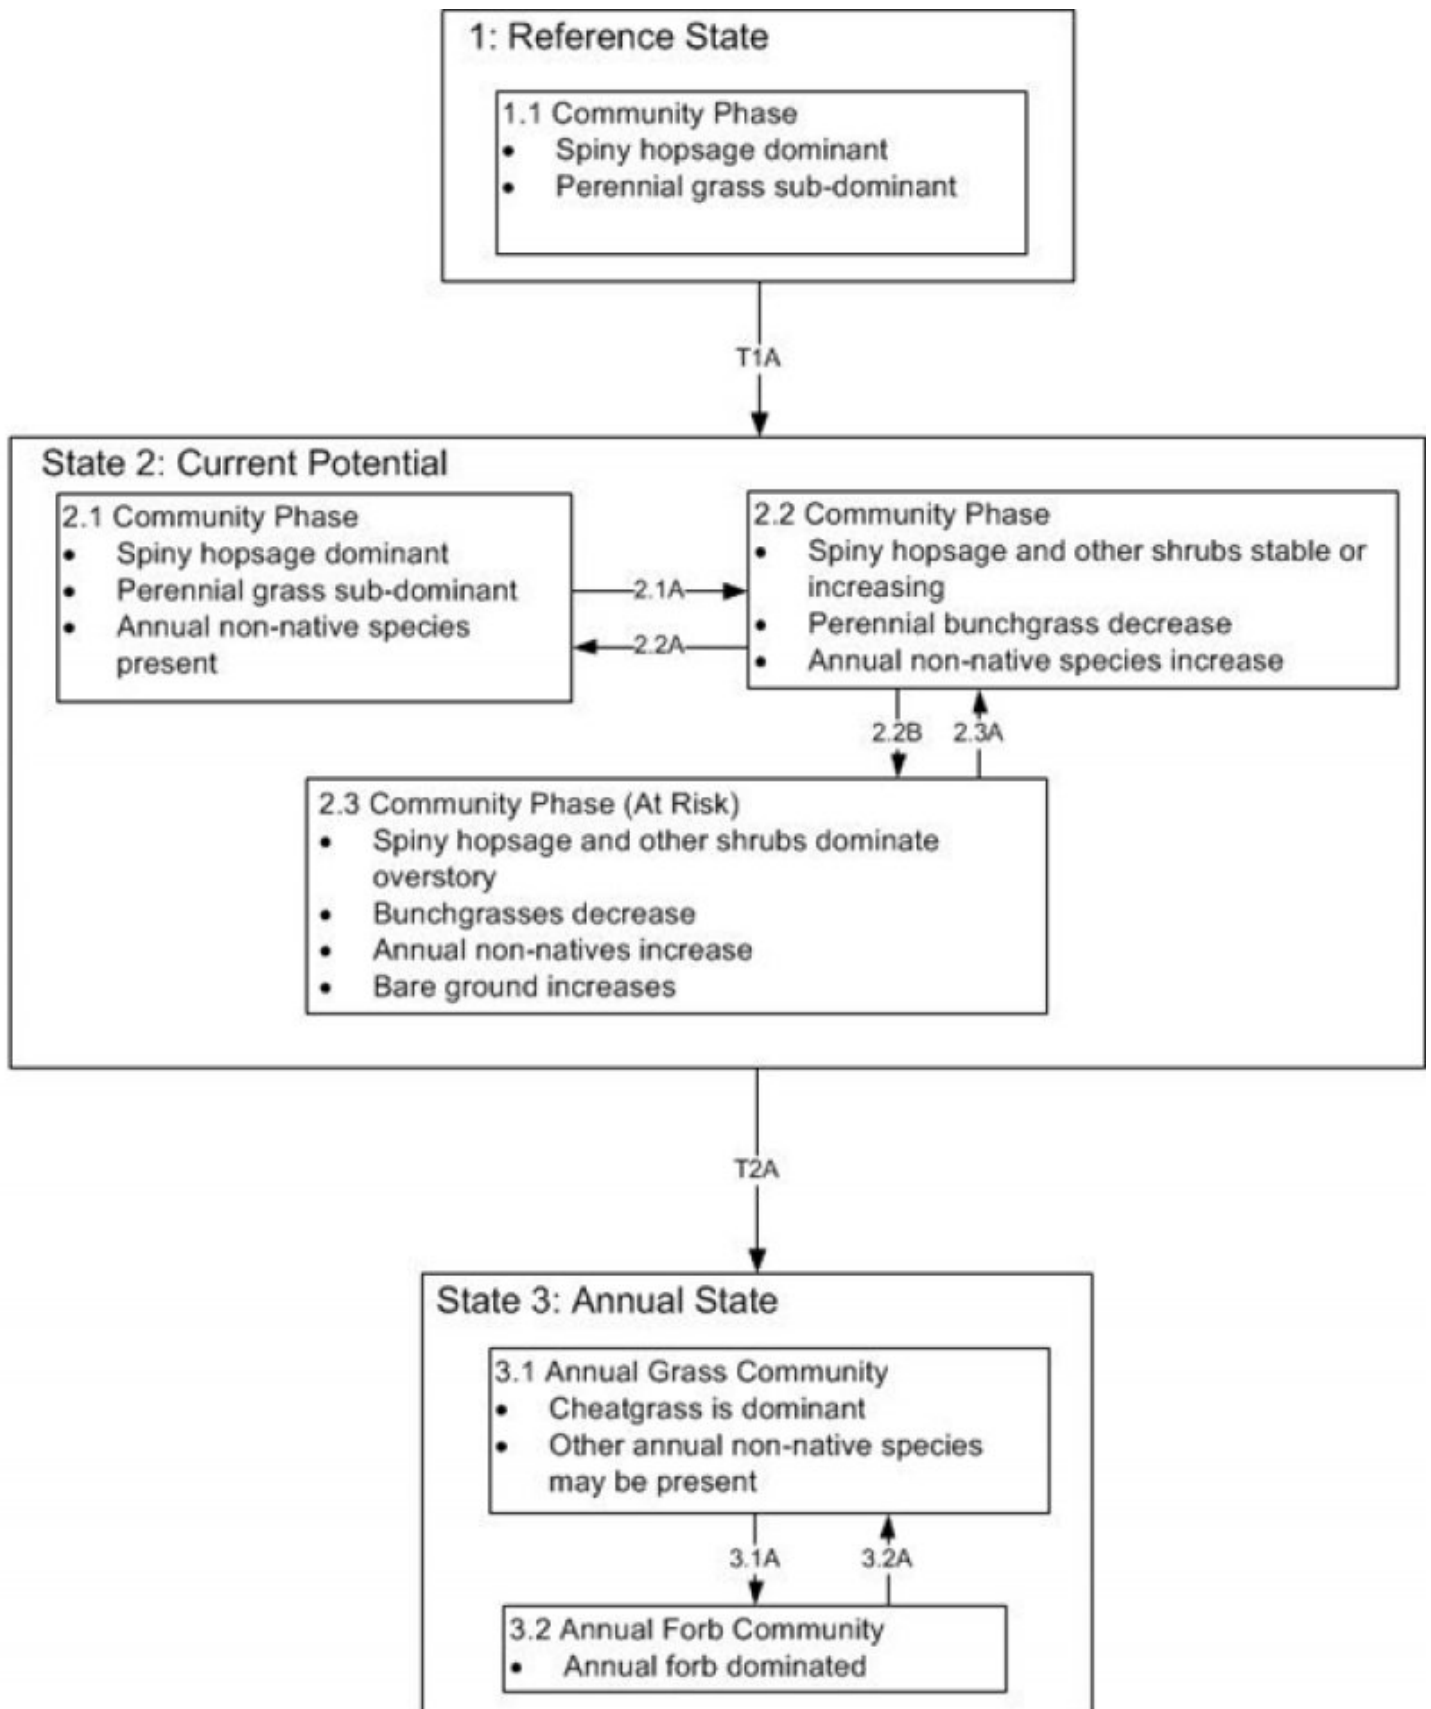 1: Reference State
1.1 Community Phase
• Spiny hopsage dominant
• Perennial grass sub-dominant
T1A
State 2: Current Potential
2.1 Community Phase
• Spiny hopsage dominant
• Perennial grass sub-dominant
• Annual non-native species
present
2.1A
2.2A
2.2 Community Phase
• Spiny hopsage and other shrubs stable or
increasing
• Perennial bunchgrass decrease
• Annual non-native species increase
2.2B
2.3A
2.3 Community Phase (At Risk)
• Spiny hopsage and other shrubs dominate
overstory
• Bunchgrasses decrease
• Annual non-natives increase
• Bare ground increases
T2A
State 3: Annual State
3.1 Annual Grass Community
• Cheatgrass is dominant
• Other annual non-native species
may be present
3.1A
3.2A
3.2 Annual Forb Community
• Annual forb dominated